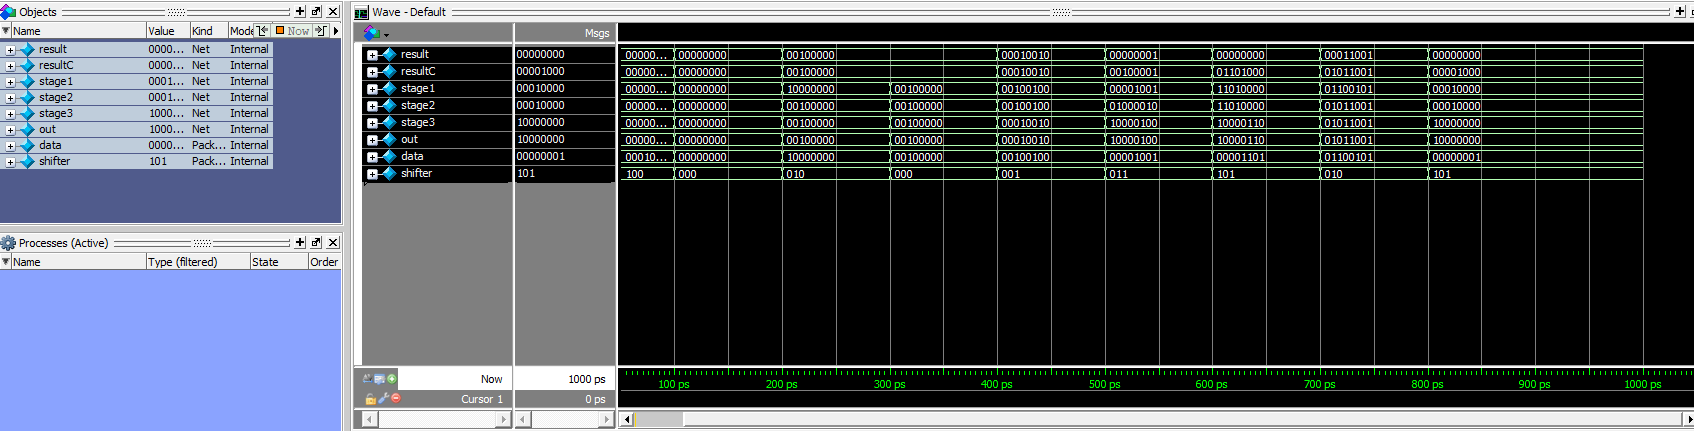 Objects
Name Value Kind Mode Now
result 0000... Net Internal
resultC 0000... Net Internal
stage1 0001... Net Internal
stage2 0001... Net Internal
stage3 1000... Net Internal
out 1000... Net Internal
data 0000... Pack... Internal
shifter 101 Pack... Internal
Processes (Active)
Name Type (filtered) State Order
Wave - Default
Msgs
result 00000000 00000... 00000000 00100000 00010010 00000001 00000000 00011001 00000000
resultC 00001000 00000... 00000000 00100000 00010010 00100001 01101000 01011001 00001000
stage1 00010000 00000... 00000000 10000000 00100000 00100100 00001001 11010000 01100101 00010000
stage2 00010000 00000... 00000000 00100000 00100000 00100100 01000010 11010000 01011001 00010000
stage3 10000000 00000... 00000000 00100000 00100000 00010010 10000100 10000110 01011001 10000000
out 10000000 00000... 00000000 00100000 00100000 00010010 10000100 10000110 01011001 10000000
data 00000001 00010... 00000000 10000000 00100000 00100100 00001001 00001101 01100101 00000001
shifter 101 100 000 010 000 001 011 101 010 101
Now 1000 ps 100 ps 200 ps 300 ps 400 ps 500 ps 600 ps 700 ps 800 ps 900 ps 1000 ps
Cursor 1 0 ps